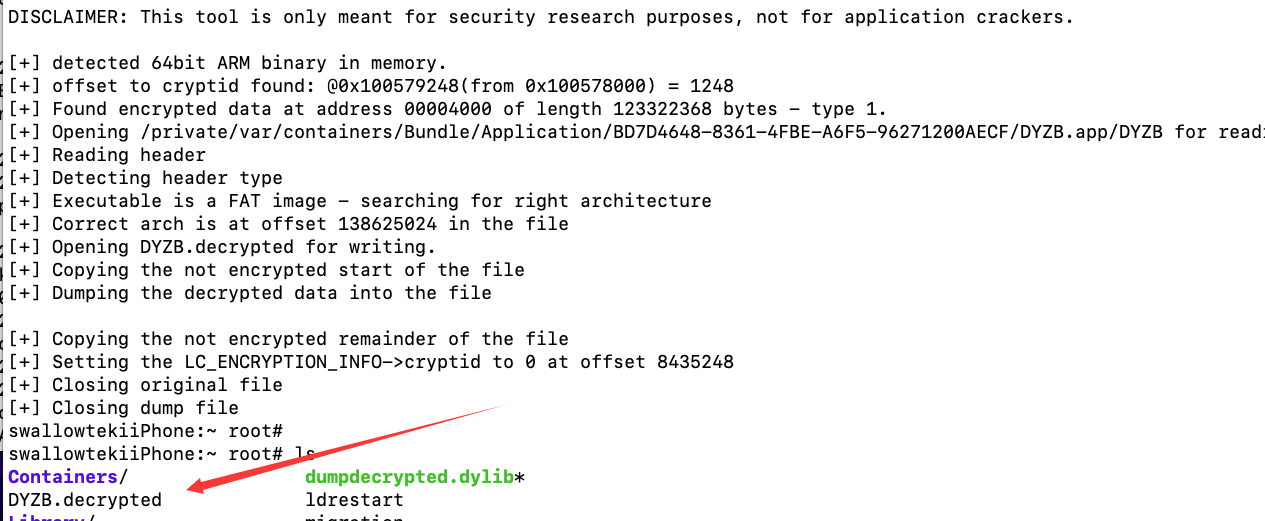 DISCLAIMER: This tool is only meant for security research purposes, not for application crackers.
[+] detected 64bit ARM binary in memory.
[+] offset to cryptid found: @0x100579248(from 0x100578000) = 1248
[+] Found encrypted data at address 00004000 of length 123322368 bytes - type 1.
[+] Opening /private/var/containers/Bundle/Application/BD7D4648-8361-4FBE-A6F5-96271200AECF/DYZB.app/DYZB for readi
[+] Reading header
[+] Detecting header type
[+] Executable is a FAT image - searching for right architecture
[+] Correct arch is at offset 138625024 in the file
[+] Opening DYZB.decrypted for writing.
[+] Copying the not encrypted start of the file
[+] Dumping the decrypted data into the file
[+] Copying the not encrypted remainder of the file
[+] Setting the LC_ENCRYPTION_INFO->cryptid to 0 at offset 8435248
[+] Closing original file
[+] Closing dump file
swallowtekiiPhone:~ root#
swallowtekiiPhone:~ root# ls
Containers/ dumpdecrypted.dylib*
DYZB.decrypted ldrestart
Library/ migration